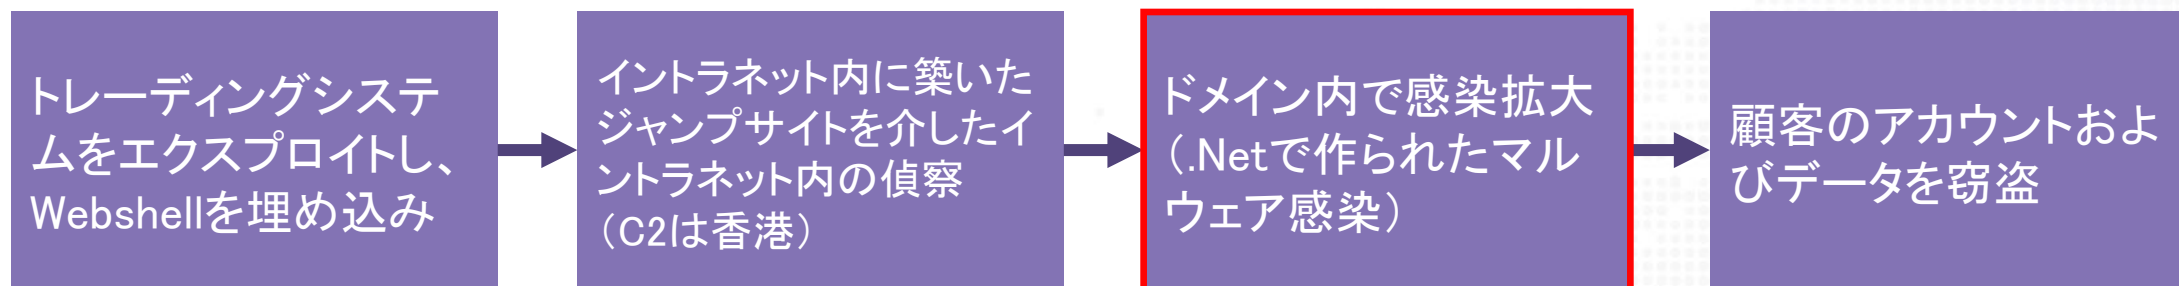 トレーディングシステ
ムをエクスプロイトし、
Webshellを埋め込み
イントラネット内に築いた
ジャンプサイトを介したイ
ントラネット内の偵察
（C2は香港）
ドメイン内で感染拡大
（.Netで作られたマル
ウェア感染）
顧客のアカウントおよ
びデータを窃盗